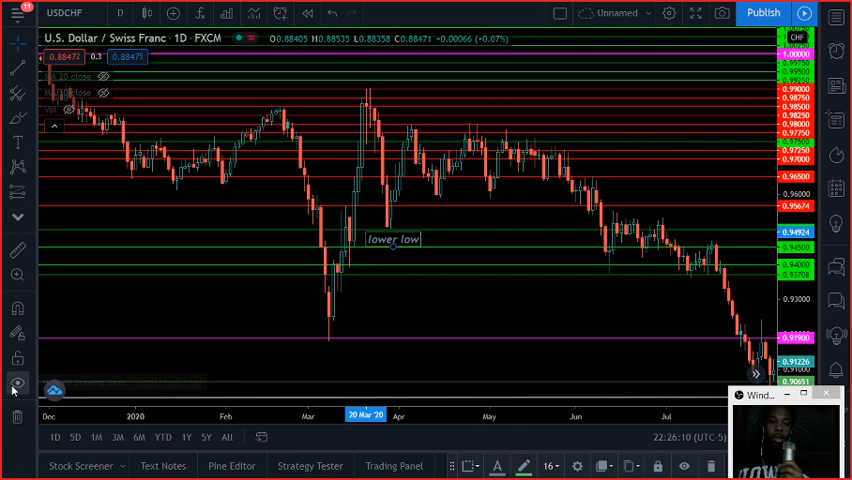 11
USDCHF
D
Unnamed
Publish
U.S. Dollar / Swiss Franc · 1D · FXCM
O0.88405 H0.88535 L0.88358 C0.88471 +0.00066 (+0.07%)
CHF
0.88472
0.3
0.88475
MA 20 close
MA 50 close
Vol
1.00000
0.99750
0.99500
0.99250
0.99000
0.98750
0.98500
0.98250
0.98000
0.97750
0.97500
0.97250
0.97000
0.96500
0.96000
0.95674
0.94924
0.94500
0.94000
0.93708
0.93000
0.91900
0.91226
0.91000
0.90651
lower low
Dec
2020
Feb
Mar
20 Mar '20
Apr
May
Jun
Jul
1D
5D
1M
3M
6M
YTD
1Y
5Y
All
22:26:10 (UTC-5)
Stock Screener
Text Notes
Pine Editor
Strategy Tester
Trading Panel
16
Wind...